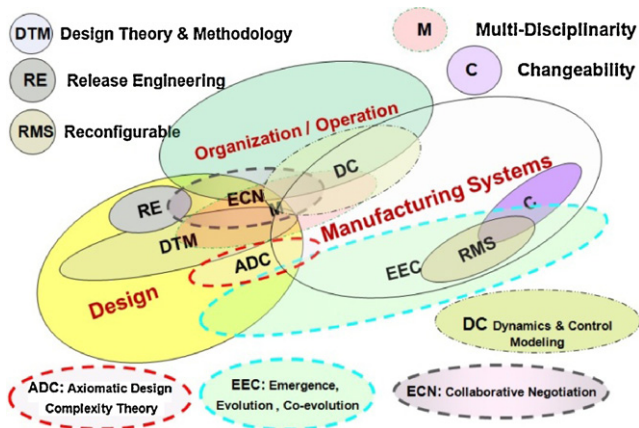 DTM Design Theory & Methodology
RE Release Engineering
RMS Reconfigurable
M Multi-Disciplinarity
C Changeability
Organization / Operation
DC
ECN
M
RE
DTM
ADC
Design
Manufacturing Systems
C
RMS
EEC
DC Dynamics & Control
Modeling
ADC: Axiomatic Design
Complexity Theory
EEC: Emergence,
Evolution , Co-evolution
ECN: Collaborative Negotiation